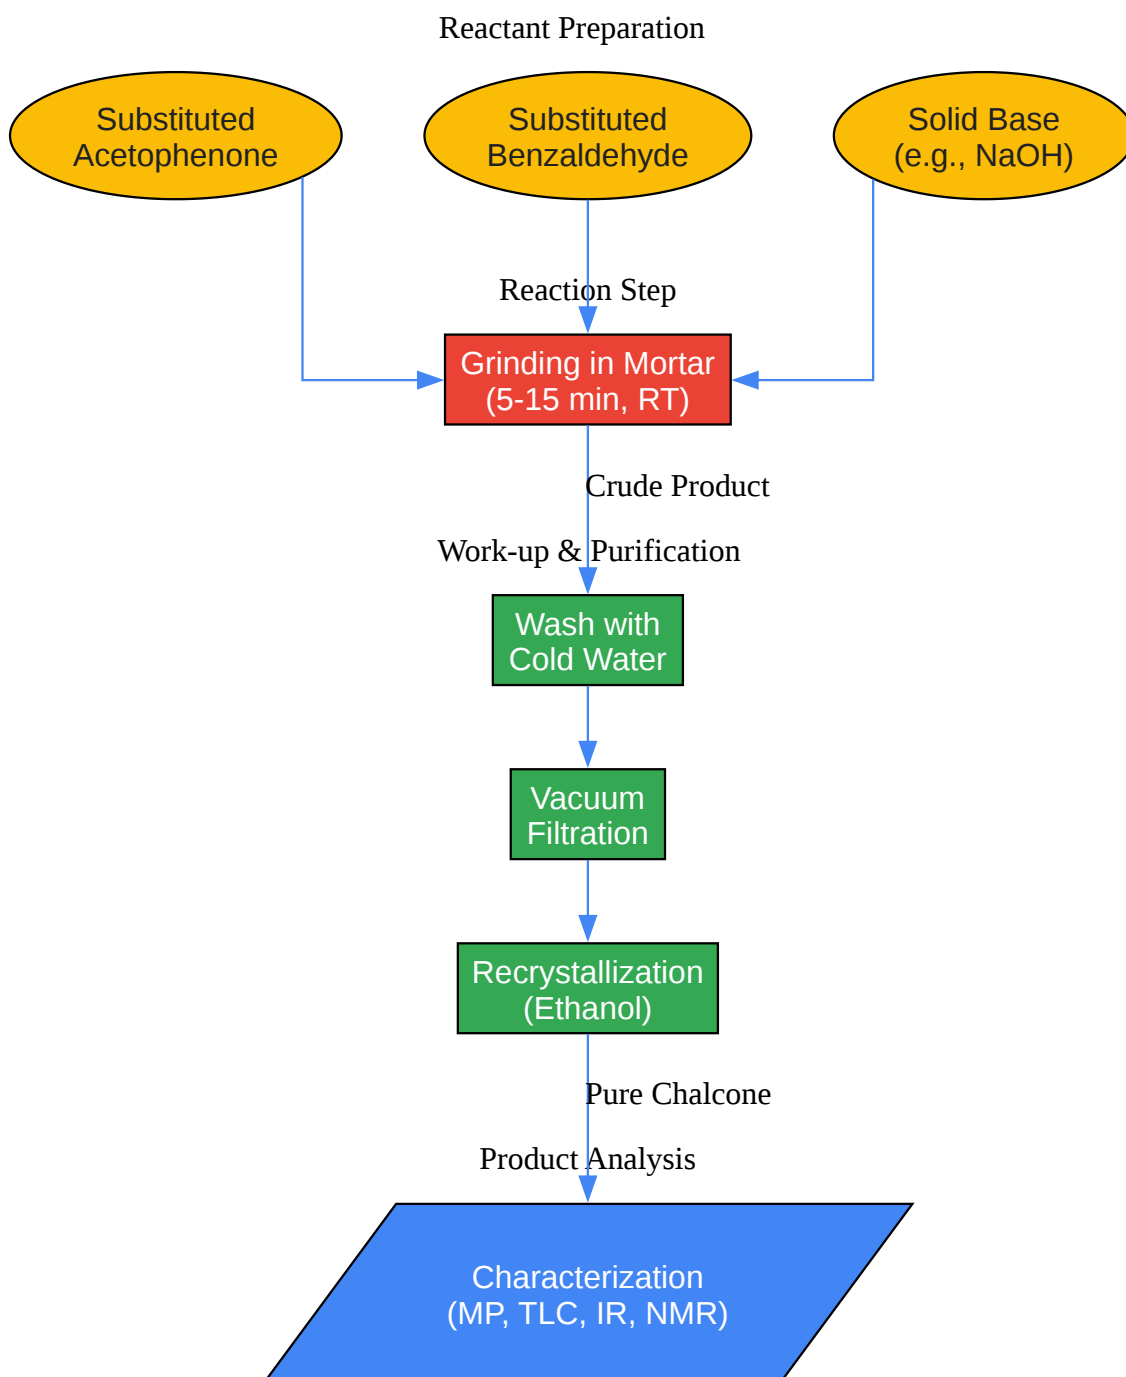 Reactant Preparation
Substituted
Acetophenone
Substituted
Benzaldehyde
Solid Base
(e.g., NaOH)
Reaction Step
Grinding in Mortar
(5-15 min, RT)
Crude Product
Work-up & Purification
Wash with
Cold Water
Vacuum
Filtration
Recrystallization
(Ethanol)
Pure Chalcone
Product Analysis
Characterization
(MP, TLC, IR, NMR)